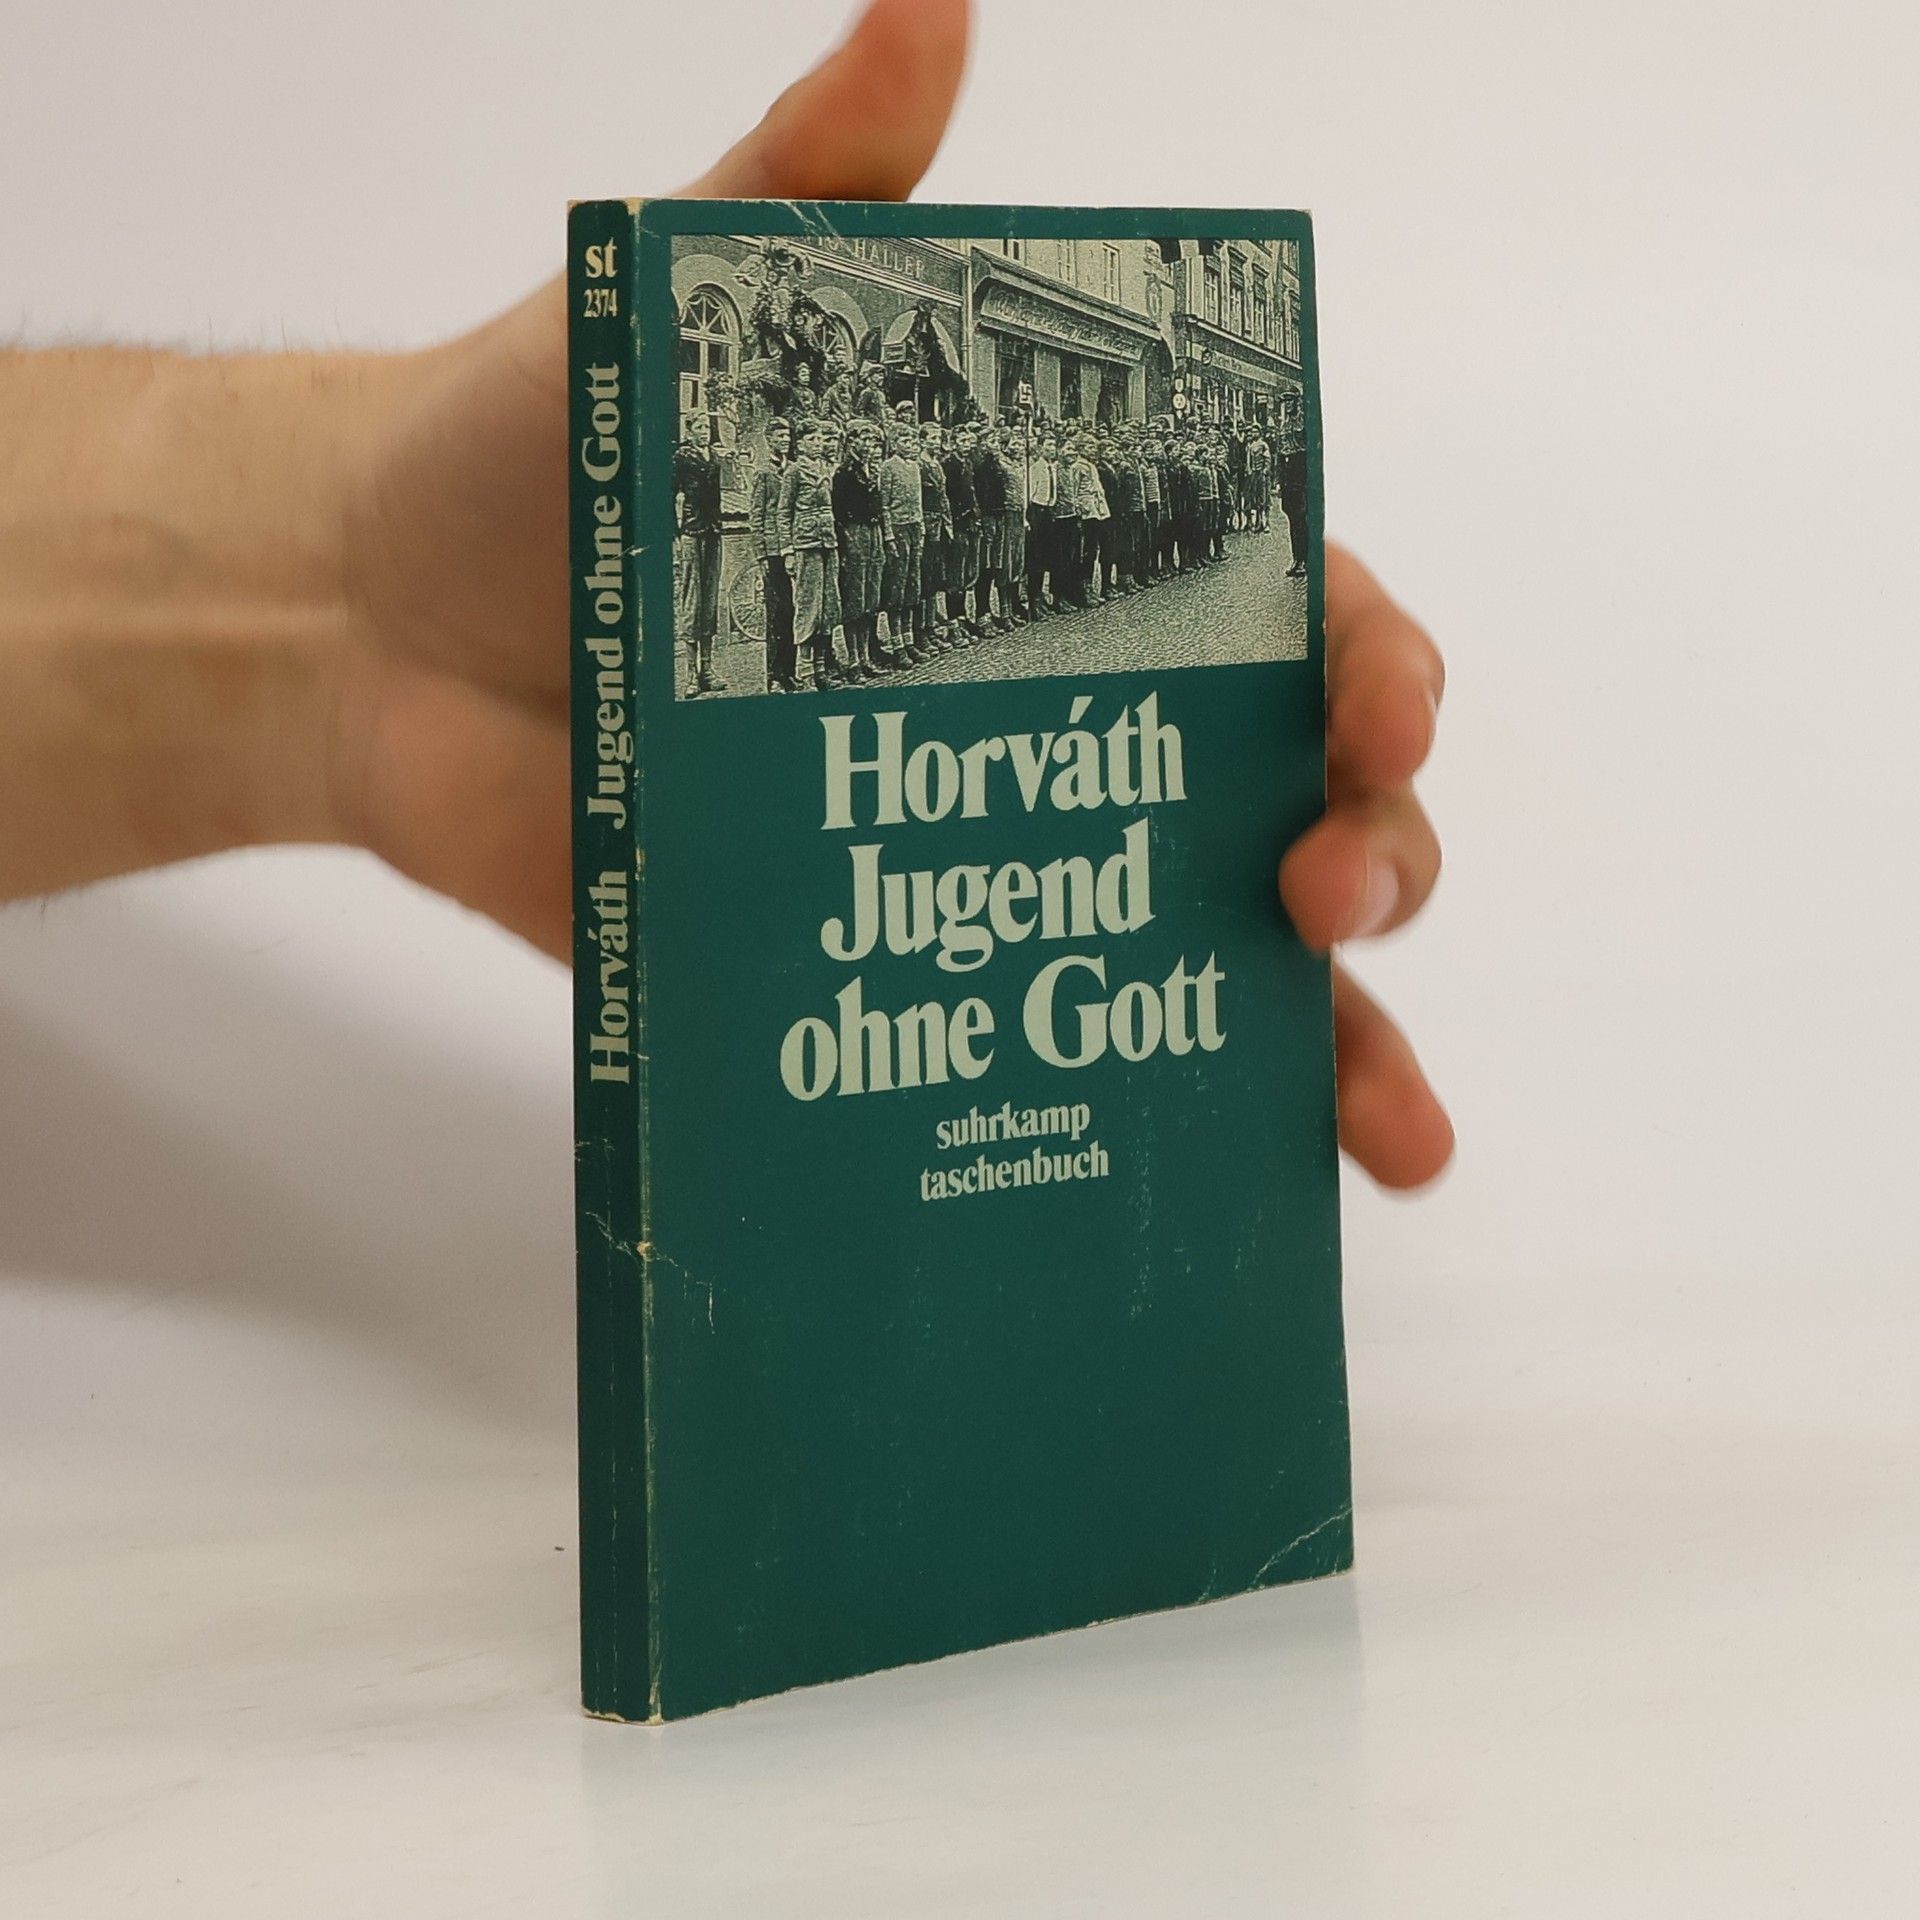 st
2374
Horváth Jugend ohne Gott
HALLER
Horváth
Jugend
ohne Gott
suhrkamp
taschenbuch